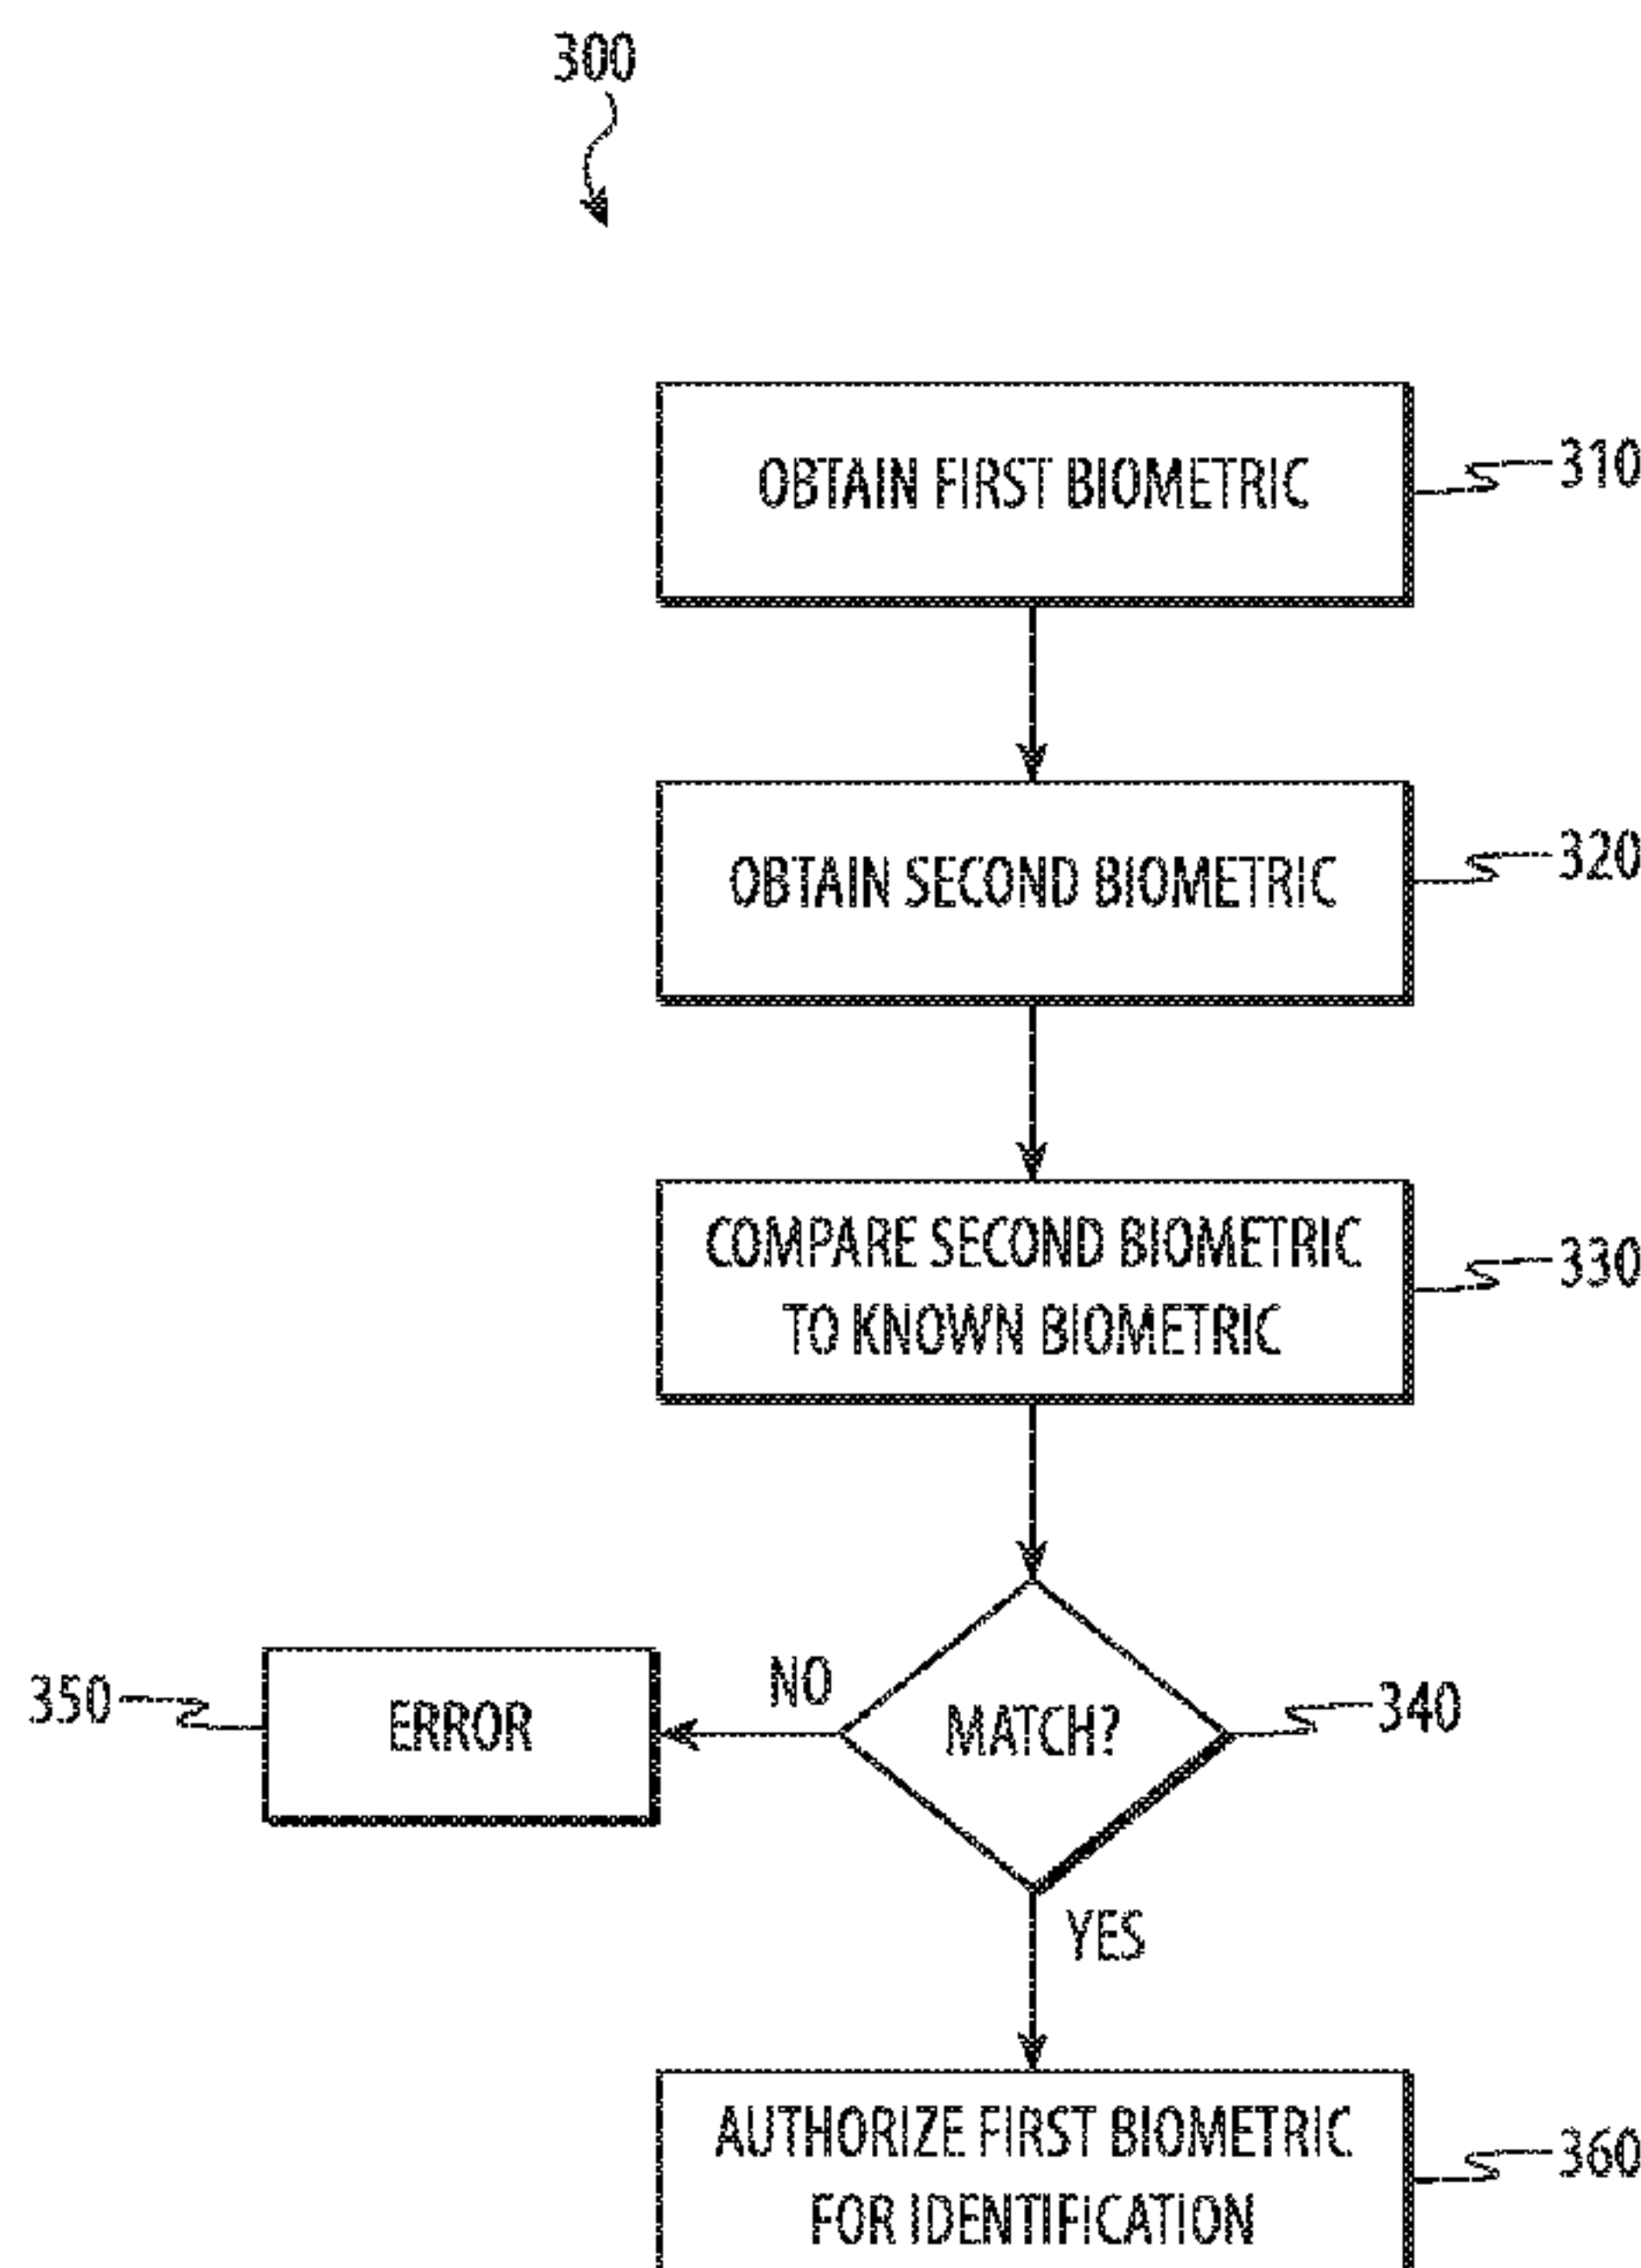 300
OBTAIN FIRST BIOMETRIC
310
OBTAIN SECOND BIOMETRIC
320
COMPARE SECOND BIOMETRIC
TO KNOWN BIOMETRIC
330
NO
MATCH?
340
350
ERROR
YES
AUTHORIZE FIRST BIOMETRIC
FOR IDENTIFICATION
360